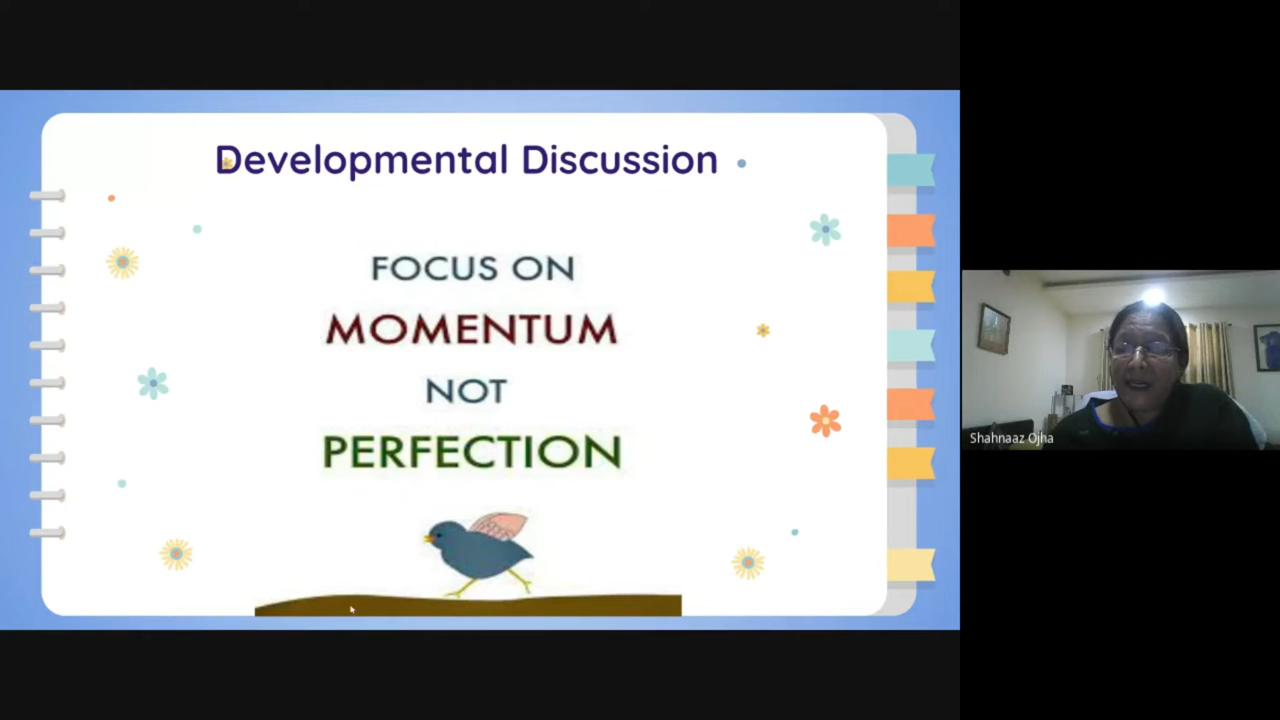 Developmental Discussion
FOCUS ON
MOMENTUM
NOT
PERFECTION
Shahnaaz Ojha